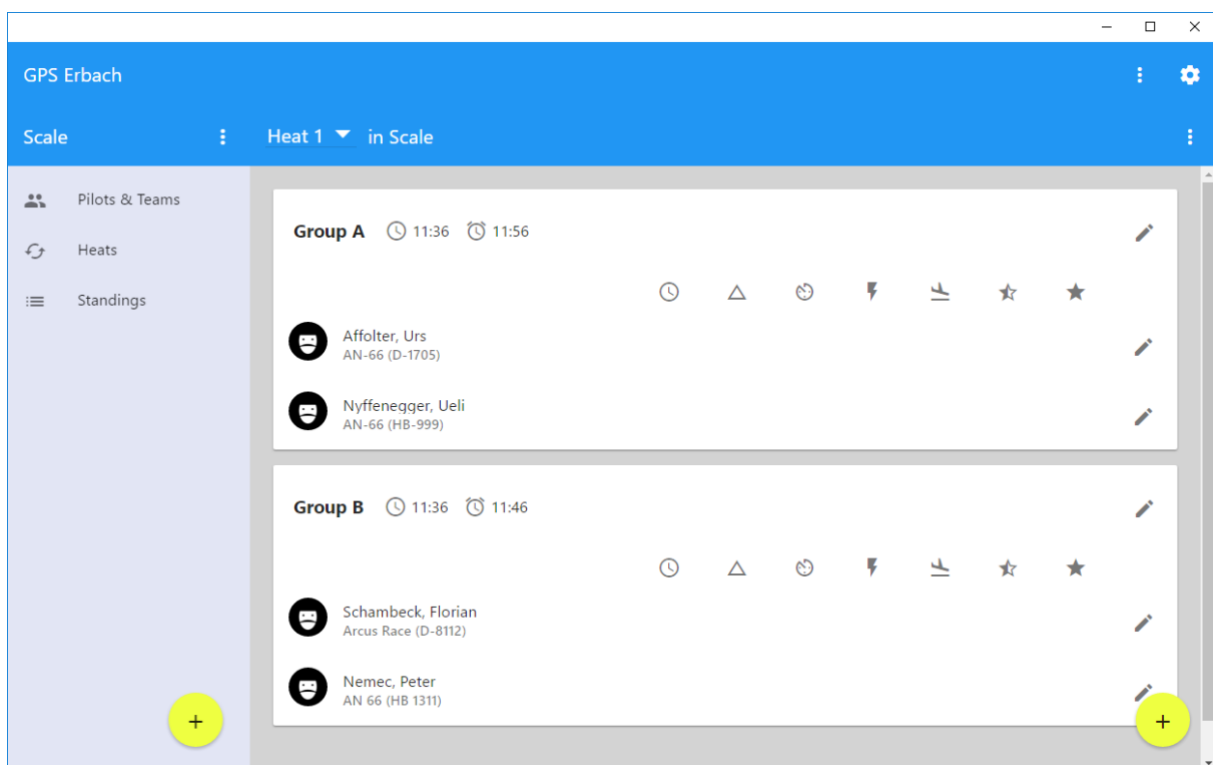 GPS Erbach
Scale
Heat 1 in Scale
Pilots & Teams
Heats
Standings
Group A 11:36 11:56
Affolter, Urs
AN-66 (D-1705)
Nyffenegger, Ueli
AN-66 (HB-999)
Group B 11:36 11:46
Schambeck, Florian
Arcus Race (D-8112)
Nemec, Peter
AN 66 (HB 1311)